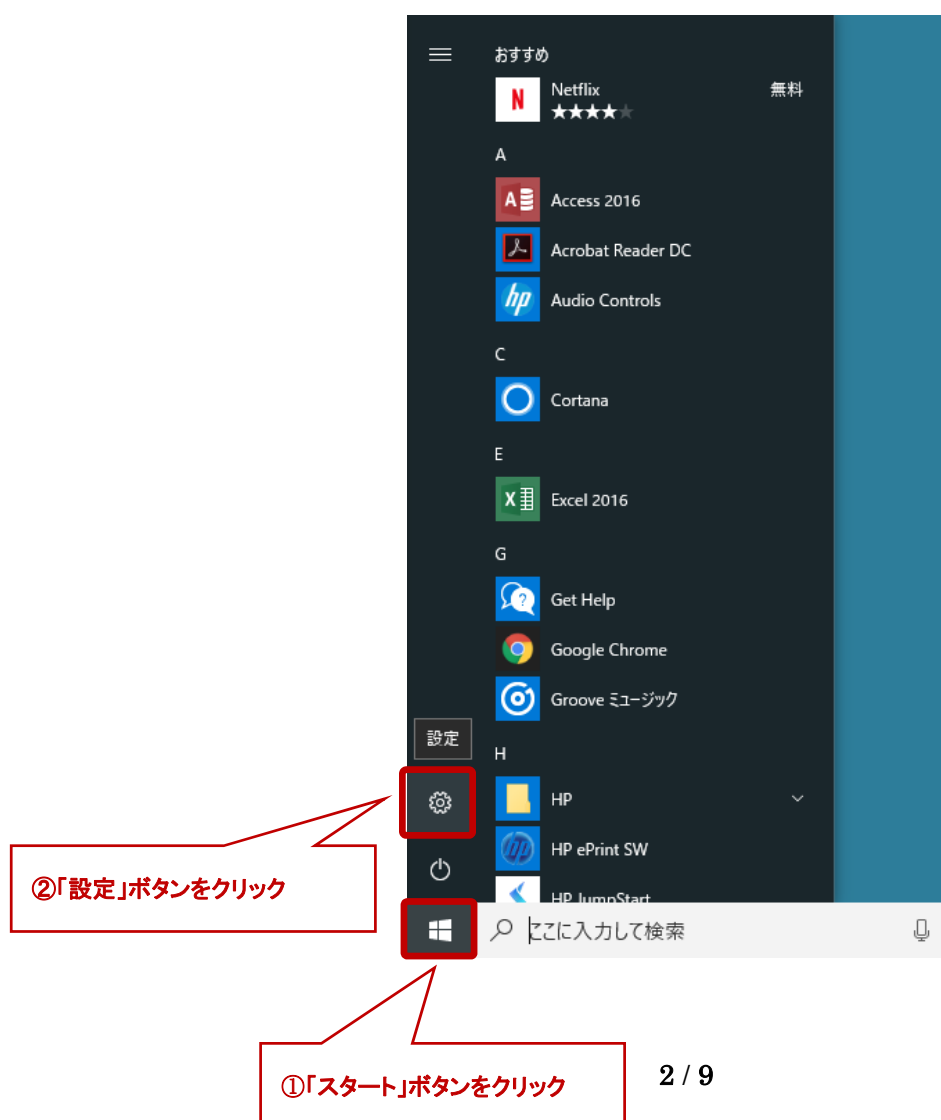 おすすめ
Netflix 無料
★★★★★
A
Access 2016
Acrobat Reader DC
hp Audio Controls
C
Cortana
E
Excel 2016
G
Get Help
Google Chrome
Groove ミュージック
設定
H
HP
②「設定」ボタンをクリック
hp HP ePrint SW
HP JumpStart
ここに入力して検索
①「スタート」ボタンをクリック
2 / 9